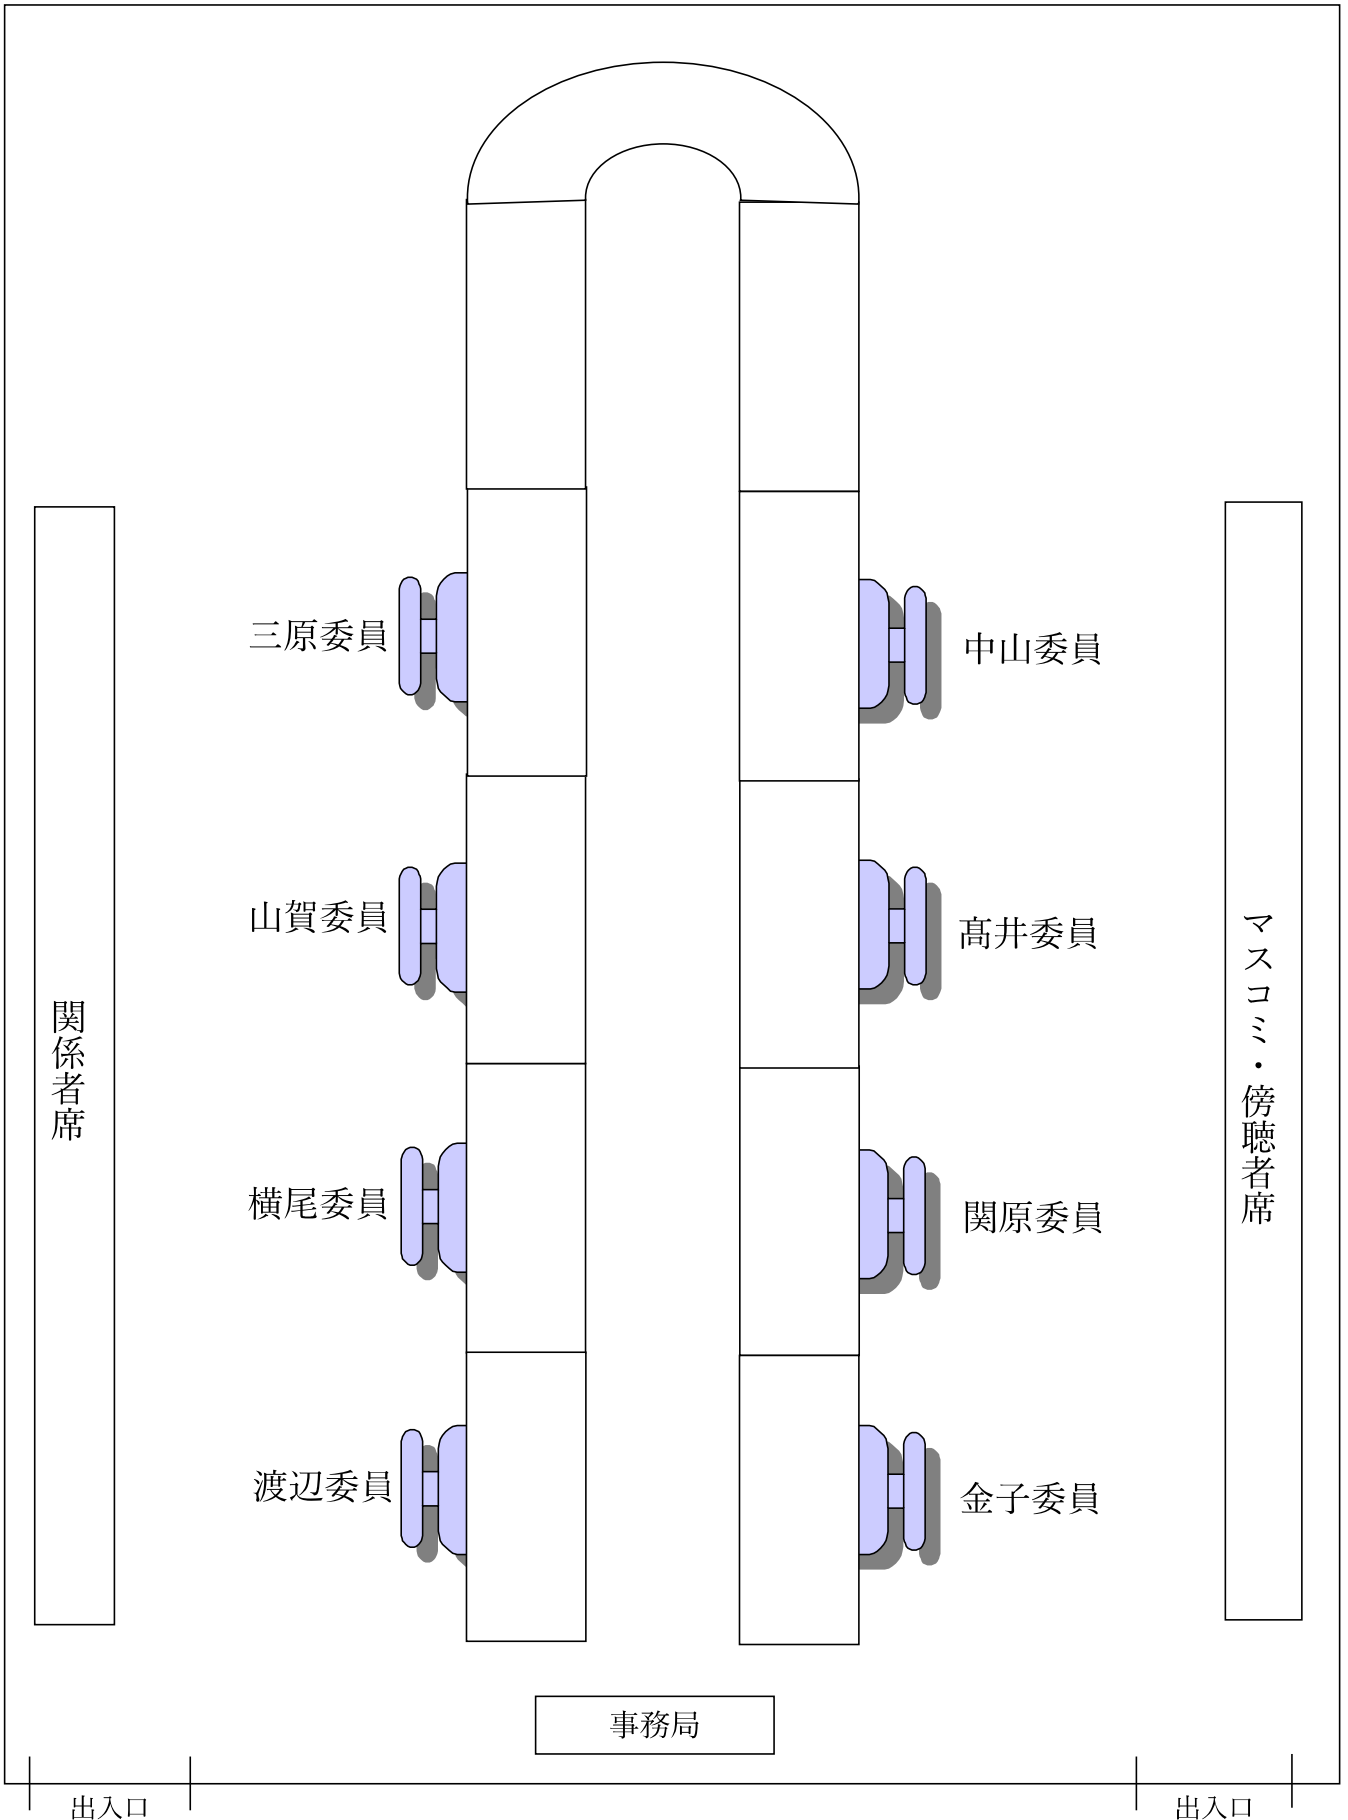 三原委員
中山委員
山賀委員
髙井委員
関係者席
マスコミ・傍聴者席
横尾委員
関原委員
渡辺委員
金子委員
事務局
出入口
出入口